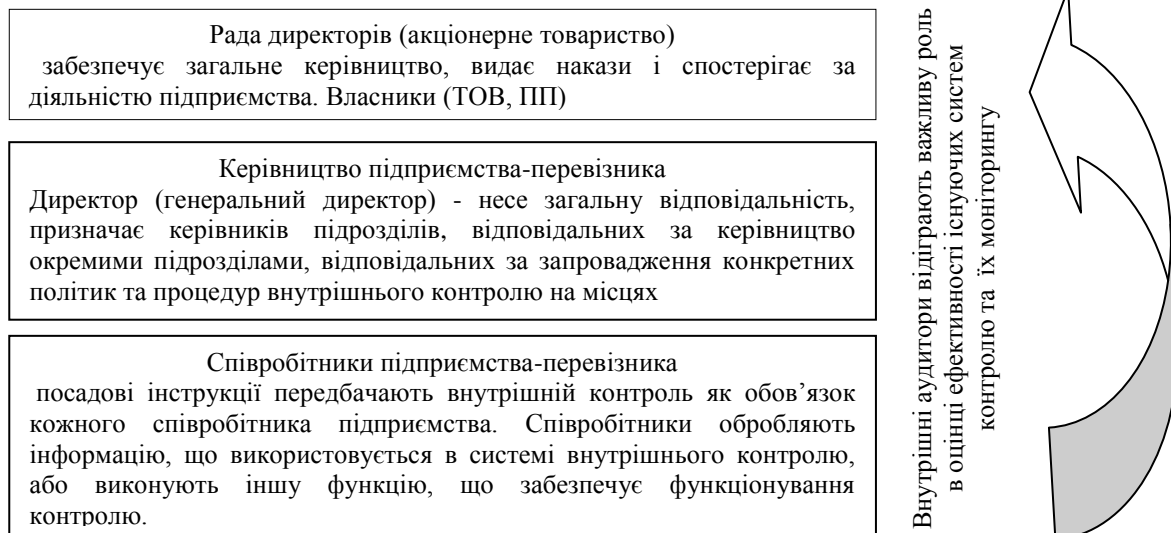 Рада директорів (акціонерне товариство)
забезпечує загальне керівництво, видає накази і спостерігає за
діяльністю підприємства. Власники (ТОВ, ПП)
Керівництво підприємства-перевізника
Директор (генеральний директор) - несе загальну відповідальність,
призначає керівників підрозділів, відповідальних за керівництво
окремими підрозділами, відповідальних за запровадження конкретних
політик та процедур внутрішнього контролю на місцях
Співробітники підприємства-перевізника
посадові інструкції передбачають внутрішній контроль як обов’язок
кожного співробітника підприємства. Співробітники обробляють
інформацію, що використовується в системі внутрішнього контролю,
або виконують іншу функцію, що забезпечує функціонування
контролю.
Внутрішні аудитори відіграють важливу роль
в оцінці ефективності існуючих систем
контролю та їх моніторингу